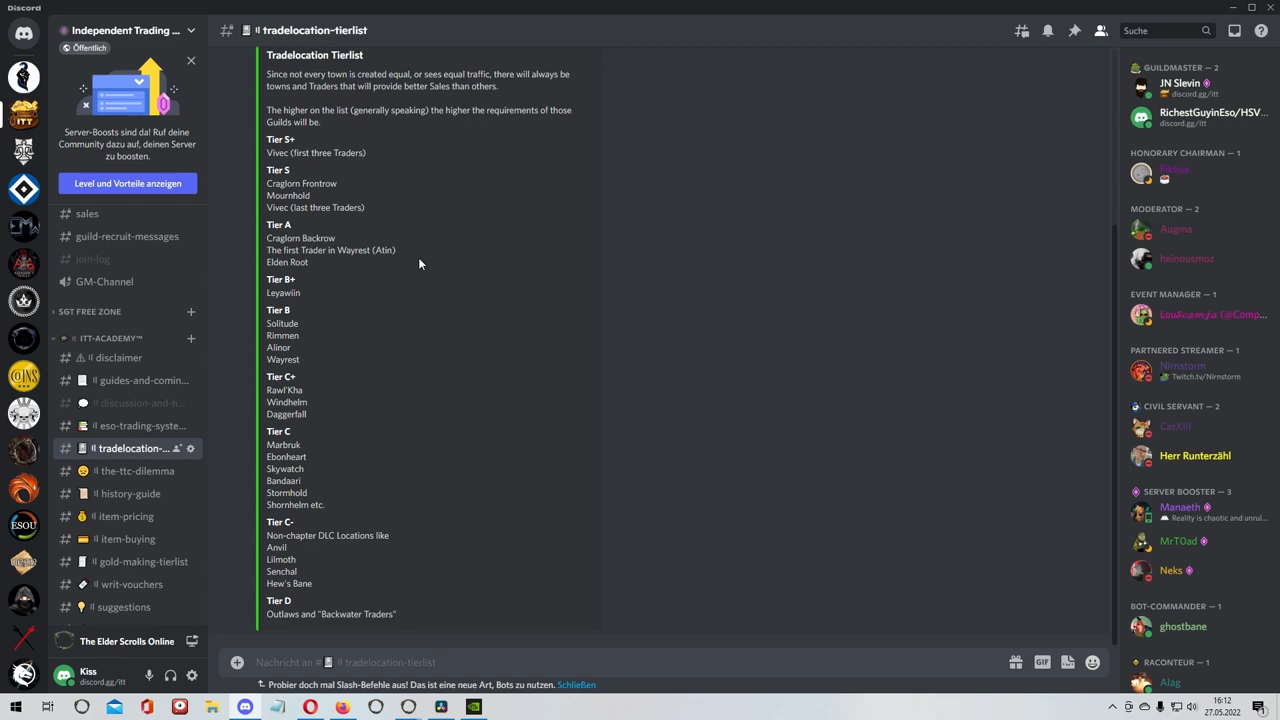 Discord
Independent Trading ...
Öffentlich
Server-Boosts sind da! Ruf deine
Community dazu auf, deinen Server
zu boosten.
Level und Vorteile anzeigen
sales
guild-recruit-messages
join-log
GM-Channel
SGT FREE ZONE
ITT-ACADEMY™
disclaimer
guides-and-comin...
discussion-and-h...
eso-trading-syste...
tradelocation-...
the-ttc-dilemma
history-guide
item-pricing
item-buying
gold-making-tierlist
writ-vouchers
suggestions
The Elder Scrolls Online
Kiss
discord.gg/itt
tradelocation-tierlist
Suche
Tradelocation Tierlist
Since not every town is created equal, or sees equal traffic, there will always be
towns and Traders that will provide better Sales than others.
The higher on the list (generally speaking) the higher the requirements of those
Guilds will be.
Tier S+
Vivec (first three Traders)
Tier S
Craglorn Frontrow
Mournhold
Vivec (last three Traders)
Tier A
Craglorn Backrow
The first Trader in Wayrest (Atin)
Elden Root
Tier B+
Leyawiin
Tier B
Solitude
Rimmen
Alinor
Wayrest
Tier C+
Rawl'Kha
Windhelm
Daggerfall
Tier C
Marbruk
Ebonheart
Skywatch
Bandaari
Stormhold
Shornhelm etc.
Tier C-
Non-chapter DLC Locations like
Anvil
Lilmoth
Senchal
Hew's Bane
Tier D
Outlaws and "Backwater Traders"
Nachricht an # tradelocation-tierlist
GIF
Probier doch mal Slash-Befehle aus! Das ist eine neue Art, Bots zu nutzen. Schließen
GUILDMASTER — 2
JN Slevin
discord.gg/itt
RichestGuyinEso/HSV...
discord.gg/itt
HONORARY CHAIRMAN — 1
MODERATOR — 2
Augma
heinousmoz
EVENT MANAGER — 1
Louscamja (@Comp...
PARTNERED STREAMER — 1
Nirnstorm
Twitch.tv/Nirnstorm
CIVIL SERVANT — 2
CarXIII
Herr Runterzähl
SERVER BOOSTER — 3
Manaeth
Reality is chaotic and unrul...
MrT0ad
Neks
BOT-COMMANDER — 1
ghostbane
RACONTEUR — 1
Alag
ITT
COINS
ESOU
16:12
27.05.2022